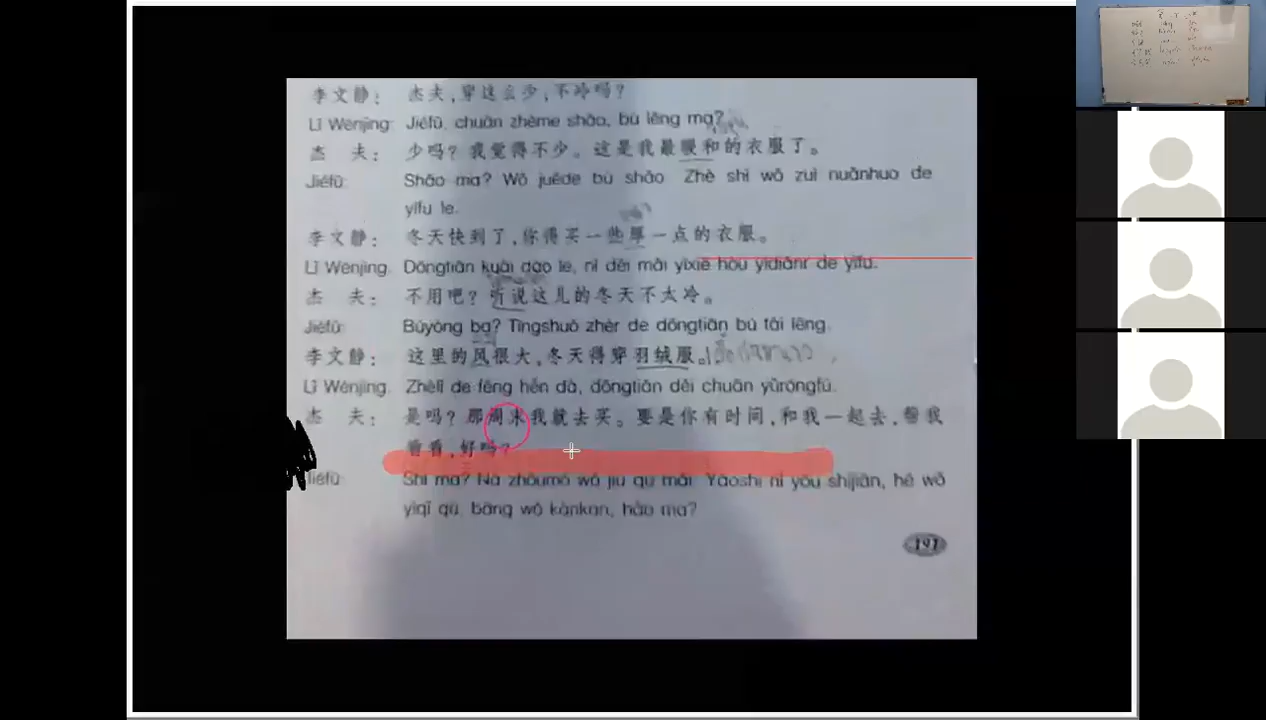 李文静： 杰夫，穿这么少，不冷吗？
Lǐ Wénjìng: Jiéfū, chuān zhème shǎo, bù lěng ma?
杰 夫： 少吗？我觉得不少。这是我最暖和的衣服了。
Jiéfū: Shǎo ma? Wǒ juéde bù shǎo. Zhè shì wǒ zuì nuǎnhuo de
yīfu le.
李文静： 冬天快到了，你得买一些厚一点的衣服。
Lǐ Wénjìng: Dōngtiān kuài dào le, nǐ děi mǎi yìxiē hòu yìdiǎnr de yīfu.
杰 夫： 不用吧？听说这儿的冬天不太冷。
Jiéfū: Búyòng ba? Tīngshuō zhèr de dōngtiān bú tài lěng.
李文静： 这里的风很大，冬天得穿羽绒服。
Lǐ Wénjìng: Zhèlǐ de fēng hěn dà, dōngtiān děi chuān yǔróngfú.
杰 夫： 是吗？那周末我就去买。要是你有时间，和我一起去，帮我
看看，好吗？
Jiéfū: Shì ma? Nà zhōumò wǒ jiù qù mǎi. Yàoshi nǐ yǒu shíjiān, hé wǒ
yìqǐ qù, bāng wǒ kànkan, hǎo ma?
191